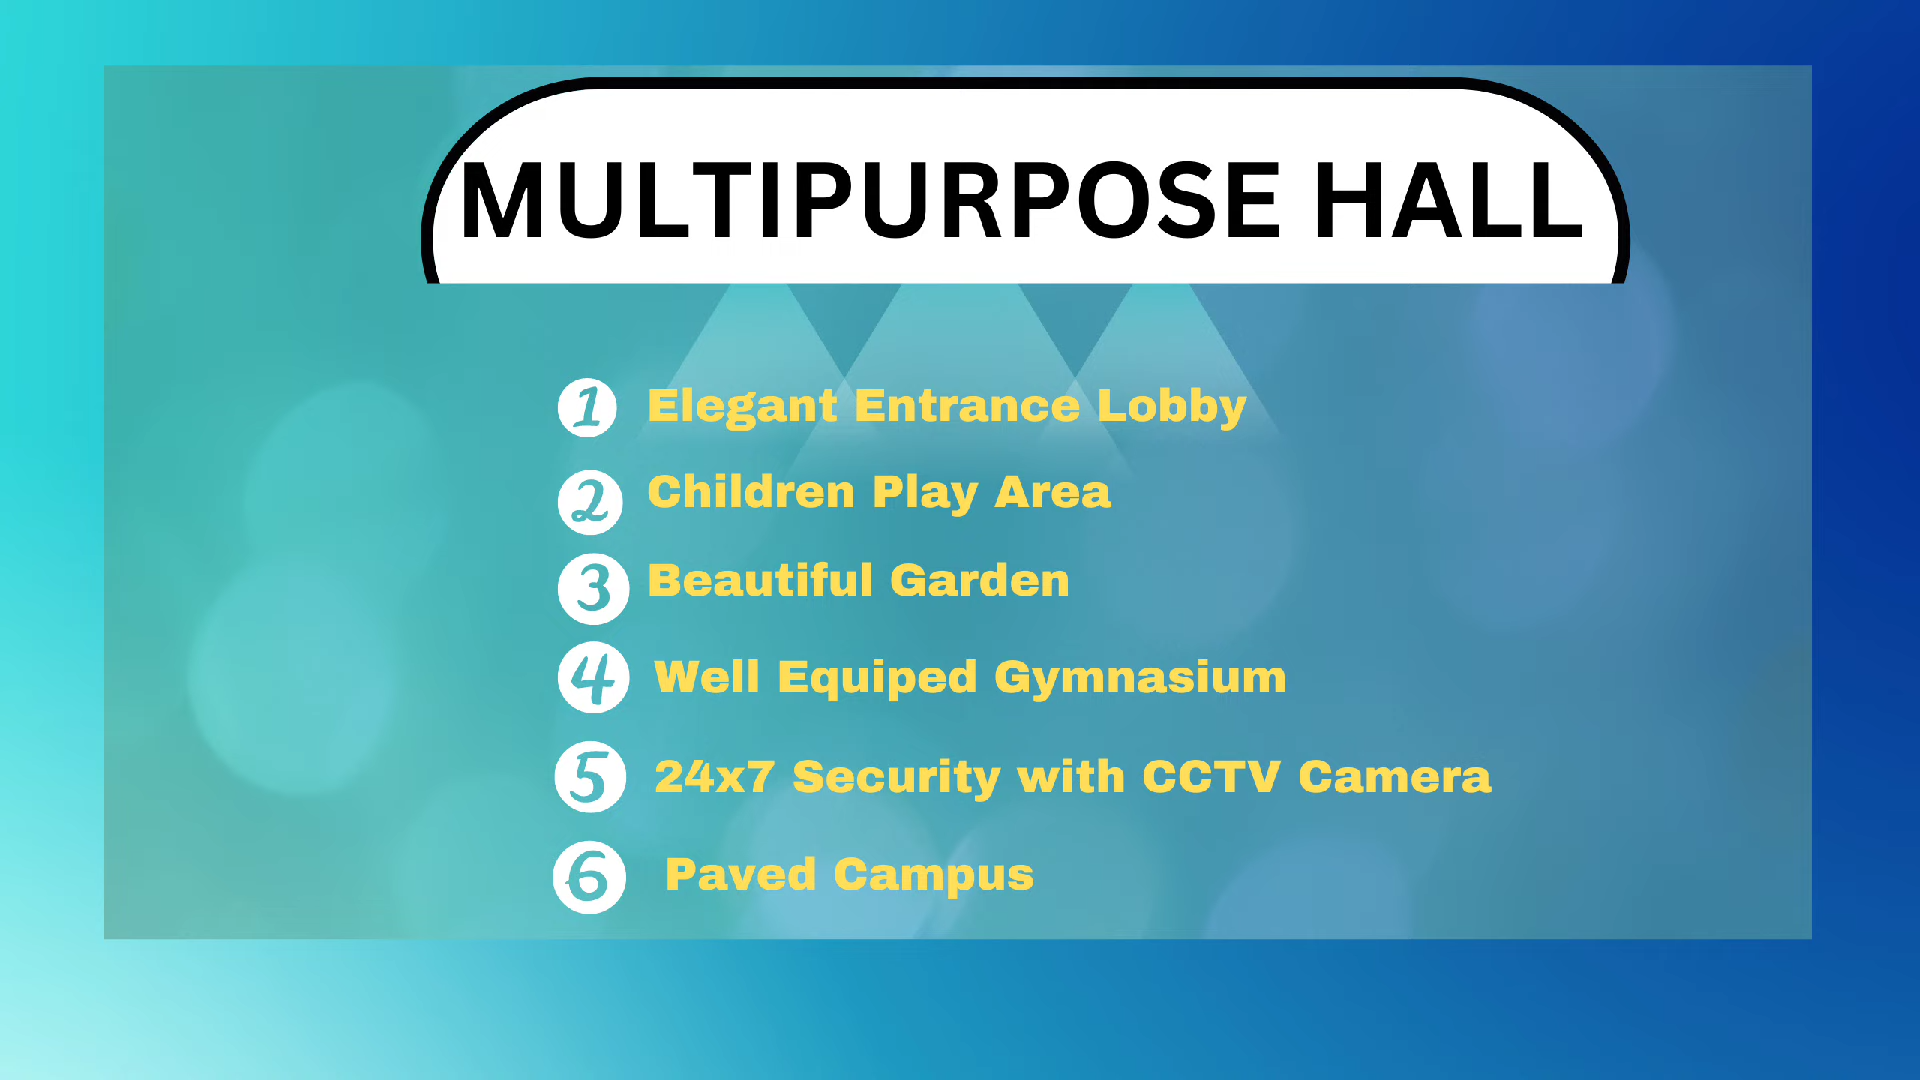 MULTIPURPOSE HALL
1 Elegant Entrance Lobby
2 Children Play Area
3 Beautiful Garden
4 Well Equiped Gymnasium
5 24x7 Security with CCTV Camera
6 Paved Campus